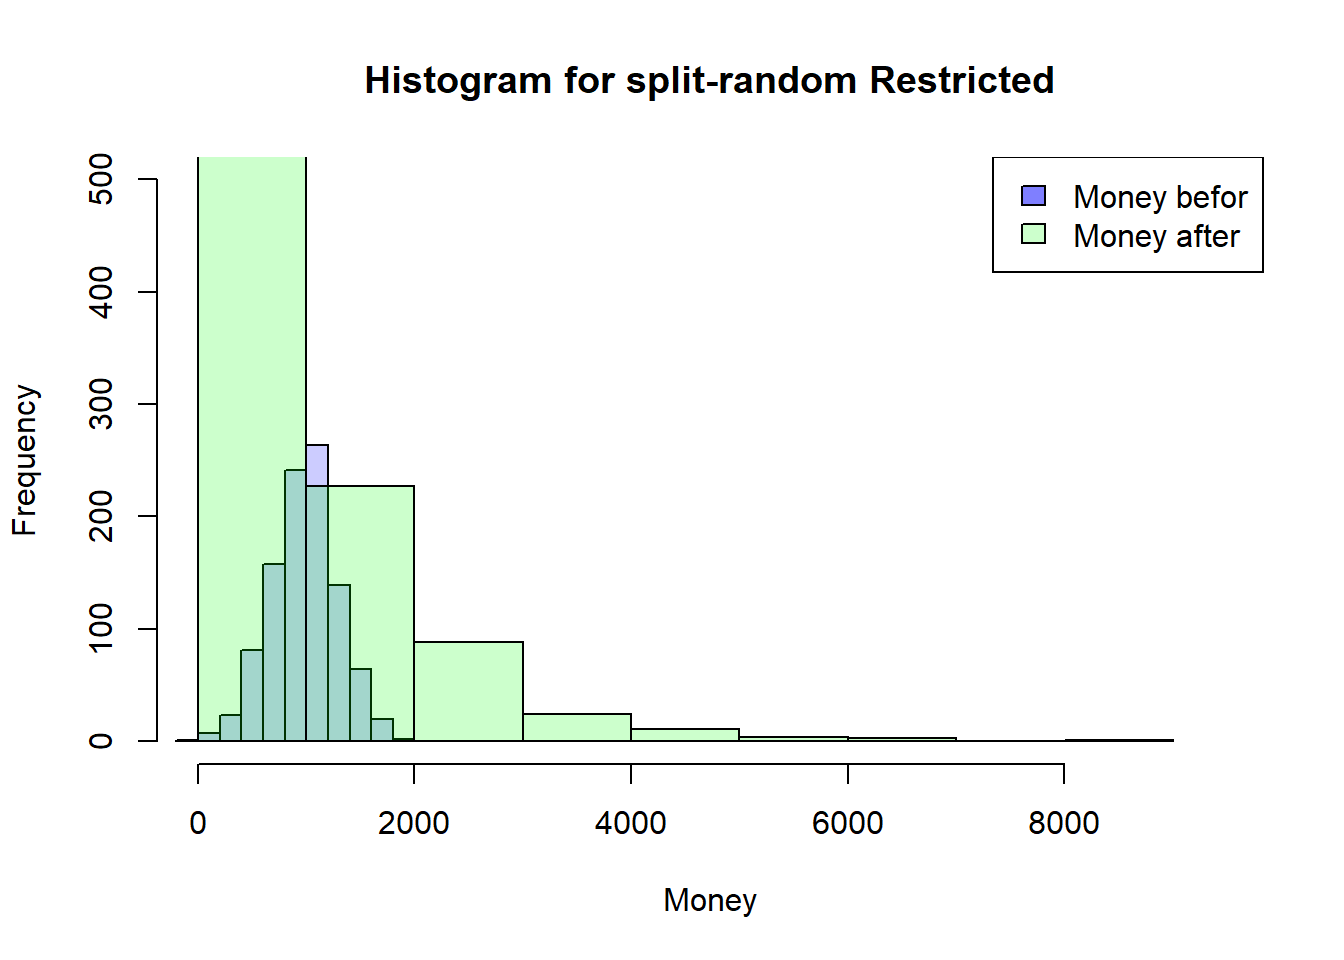 Histogram for split-random Restricted
Money befor
Money after
Frequency
500
400
300
200
100
0
0 2000 4000 6000 8000
Money